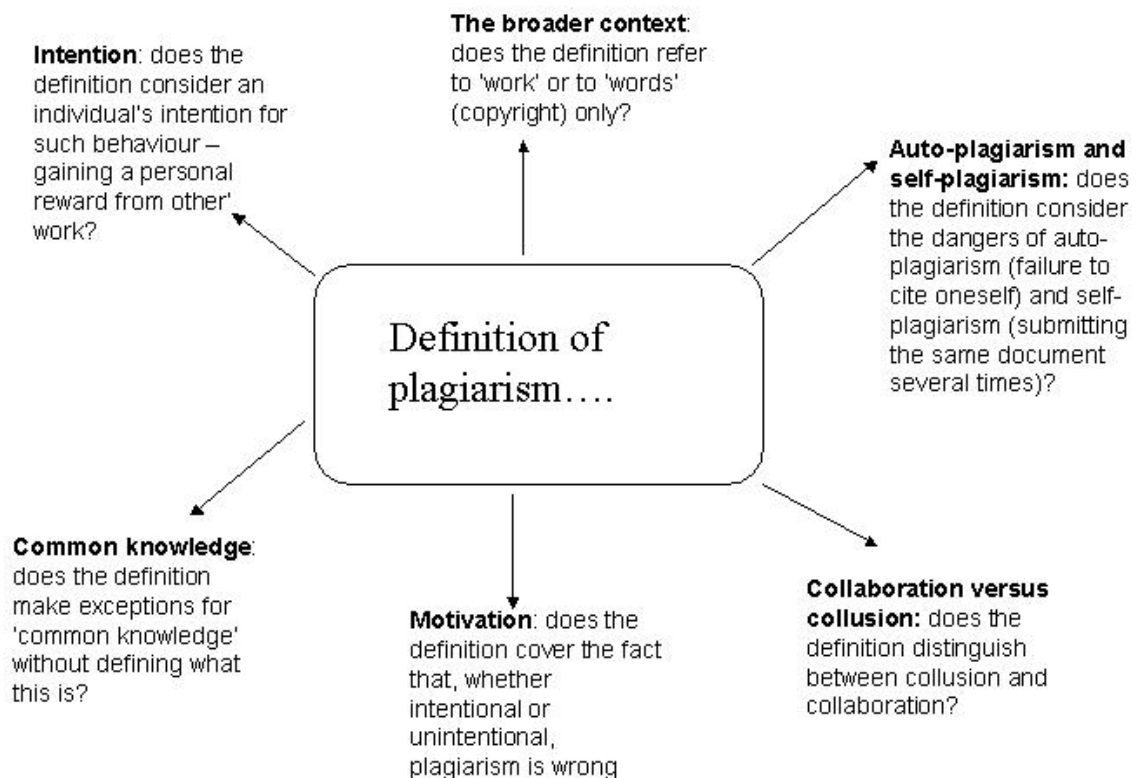 The broader context:
does the definition refer
to 'work' or to 'words'
(copyright) only?
Intention: does the
definition consider an
individual's intention for
such behaviour –
gaining a personal
reward from other'
work?
Auto-plagiarism and
self-plagiarism: does
the definition consider
the dangers of auto-
plagiarism (failure to
cite oneself) and self-
plagiarism (submitting
the same document
several times)?
Definition of
plagiarism….
Common knowledge:
does the definition
make exceptions for
'common knowledge'
without defining what
this is?
Motivation: does the
definition cover the fact
that, whether
intentional or
unintentional,
plagiarism is wrong
Collaboration versus
collusion: does the
definition distinguish
between collusion and
collaboration?